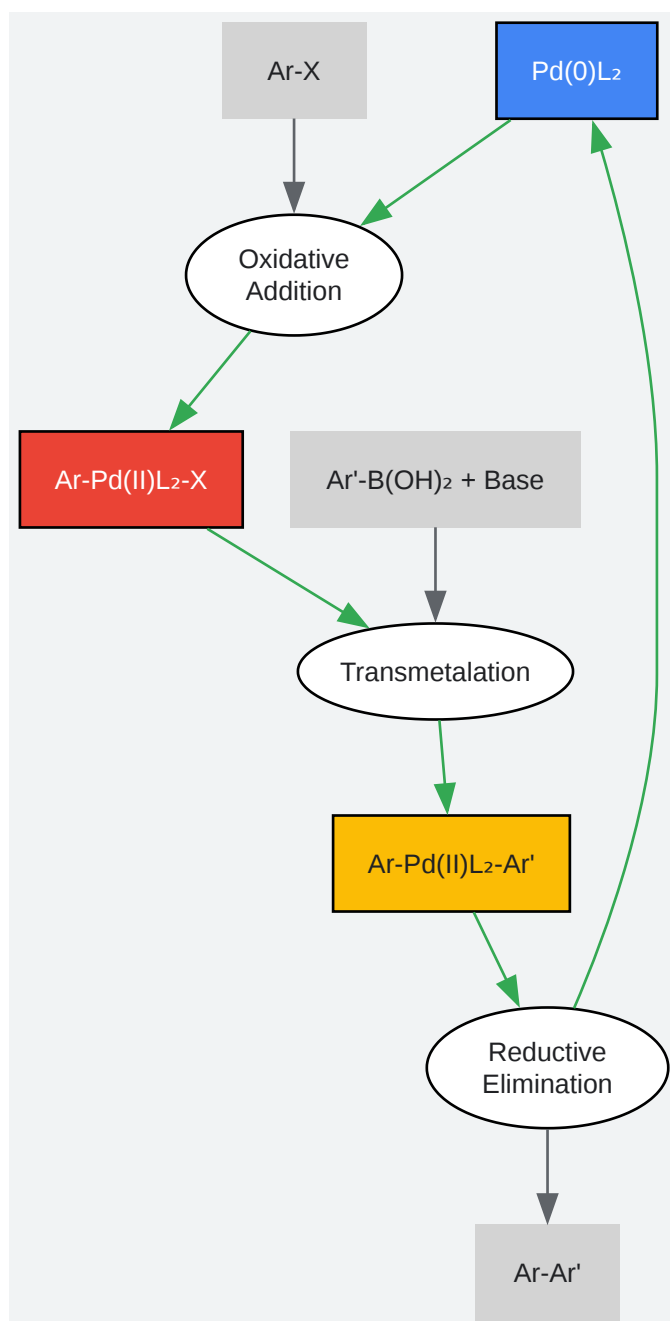 Ar-X
Pd(0)L₂
Oxidative
Addition
Ar-Pd(II)L₂-X
Ar'-B(OH)₂ + Base
Transmetalation
Ar-Pd(II)L₂-Ar'
Reductive
Elimination
Ar-Ar'